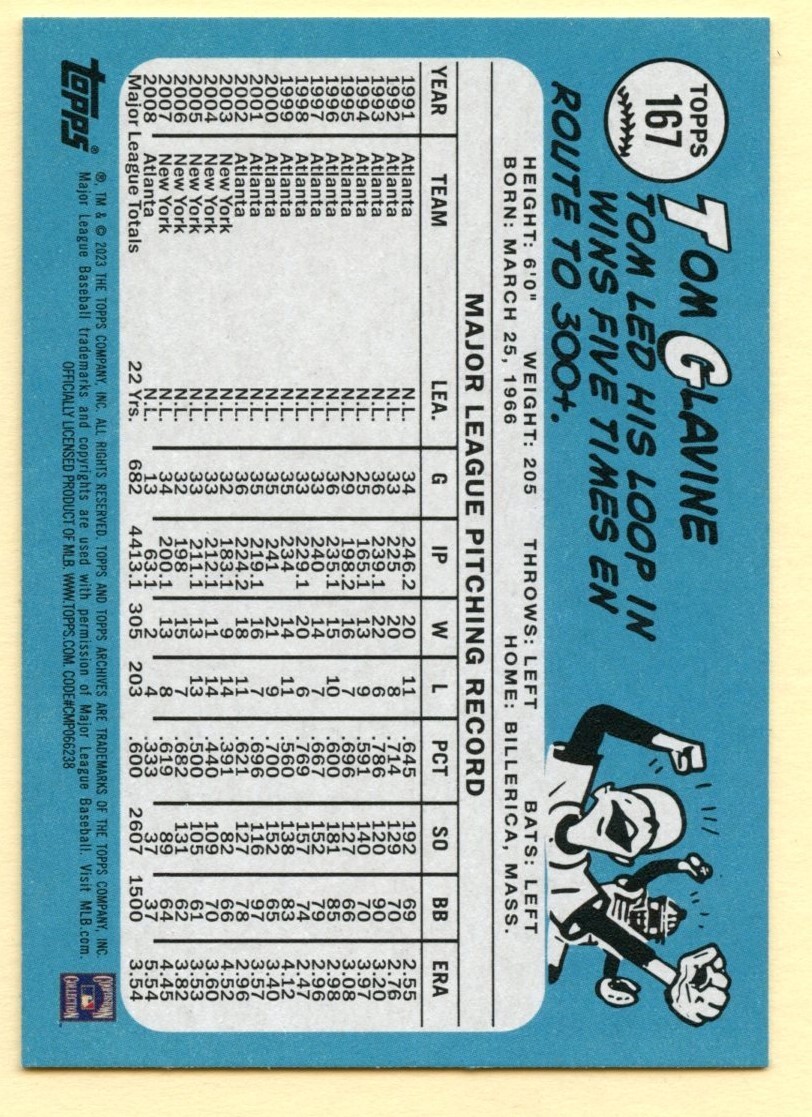 TOPPS
167
TOM GLAVINE
TOM LED HIS LOOP IN
WINS FIVE TIMES EN
ROUTE TO 300+.
HEIGHT: 6'0" WEIGHT: 205 THROWS: LEFT BATS: LEFT
BORN: MARCH 25, 1966 HOME: BILLERICA, MASS.
MAJOR LEAGUE PITCHING RECORD
YEAR TEAM LEA. G IP W L PCT SO BB ERA
1991 Atlanta N.L. 34 246.2 20 11 .645 192 69 2.55
1992 Atlanta N.L. 33 225 20 8 .714 129 70 2.76
1993 Atlanta N.L. 36 239.1 22 6 .786 120 90 3.20
1994 Atlanta N.L. 25 165.1 13 9 .591 140 70 3.97
1995 Atlanta N.L. 29 198.2 16 7 .696 127 66 3.08
1996 Atlanta N.L. 36 235.1 15 10 .600 181 85 2.98
1997 Atlanta N.L. 33 240 14 7 .667 152 79 2.96
1998 Atlanta N.L. 33 229.1 20 6 .769 157 74 2.47
1999 Atlanta N.L. 35 234 14 11 .560 138 83 4.12
2000 Atlanta N.L. 35 241 21 9 .700 152 65 3.40
2001 Atlanta N.L. 35 219.1 16 7 .696 116 97 3.57
2002 Atlanta N.L. 36 224.2 18 11 .621 127 78 2.96
2003 New York N.L. 32 183.1 9 14 .391 82 66 4.52
2004 New York N.L. 33 212.1 11 14 .440 109 70 3.60
2005 New York N.L. 33 211.1 13 13 .500 105 61 3.53
2006 New York N.L. 32 198 15 7 .682 131 62 3.82
2007 New York N.L. 34 200.1 13 8 .619 89 64 4.45
2008 Atlanta N.L. 13 63.1 2 4 .333 37 37 5.54
Major League Totals 22 Yrs. 682 4413.1 305 203 .600 2607 1500 3.54
Topps®
®, TM & © 2023 THE TOPPS COMPANY, INC. ALL RIGHTS RESERVED. TOPPS AND TOPPS ARCHIVES ARE TRADEMARKS OF THE TOPPS COMPANY, INC.
Major League Baseball trademarks and copyrights are used with permission of Major League Baseball. Visit MLB.com.
OFFICIALLY LICENSED PRODUCT OF MLB. WWW.TOPPS.COM. CODE#CMP066238
COOPERSTOWN
COLLECTION